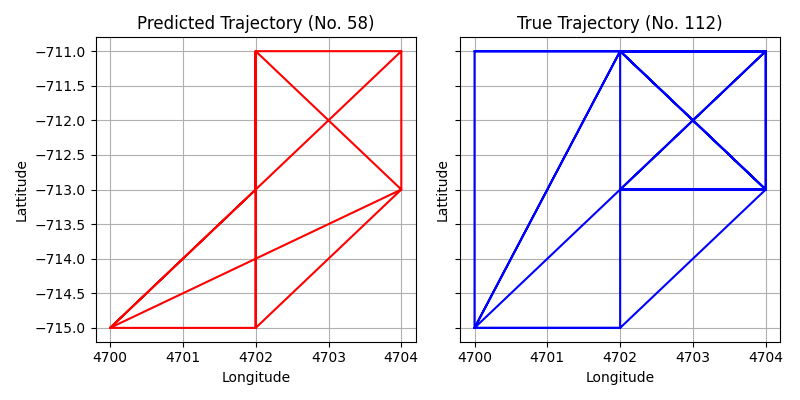 Predicted Trajectory (No. 58)
True Trajectory (No. 112)
−711.0
−711.5
−712.0
−712.5
−713.0
−713.5
−714.0
−714.5
−715.0
Lattitude
Lattitude
4700 4701 4702 4703 4704
4700 4701 4702 4703 4704
Longitude
Longitude